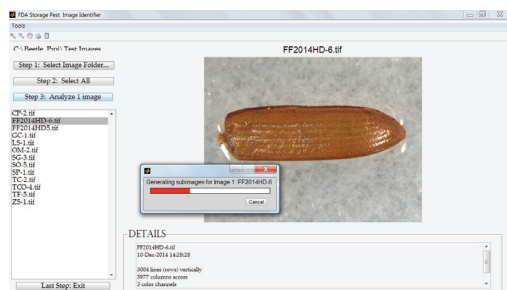 FDA Storage Pest Image Identifier
Tools
C:\ Beetle_Proj\ Test Images
FF2014HD-6.tif
Step 1: Select Image Folder...
Step 2: Select All
Step 3: Analyze 1 image
CP-2.tif
FF2014HD-6.tif
FF2014HD5.tif
GC-1.tif
LS-1.tif
OM-2.tif
SG-3.tif
SO-5.tif
SP-1.tif
TC-2.tif
TCO-4.tif
TF-5.tif
ZS-1.tif
Generating subimages for Image 1: FF2014HD-6
Cancel
DETAILS
FF2014HD-6.tif
10-Dec-2014 14:28:28
3004 lines (rows) vertically
3977 columns across
3 color channels
Last Step: Exit